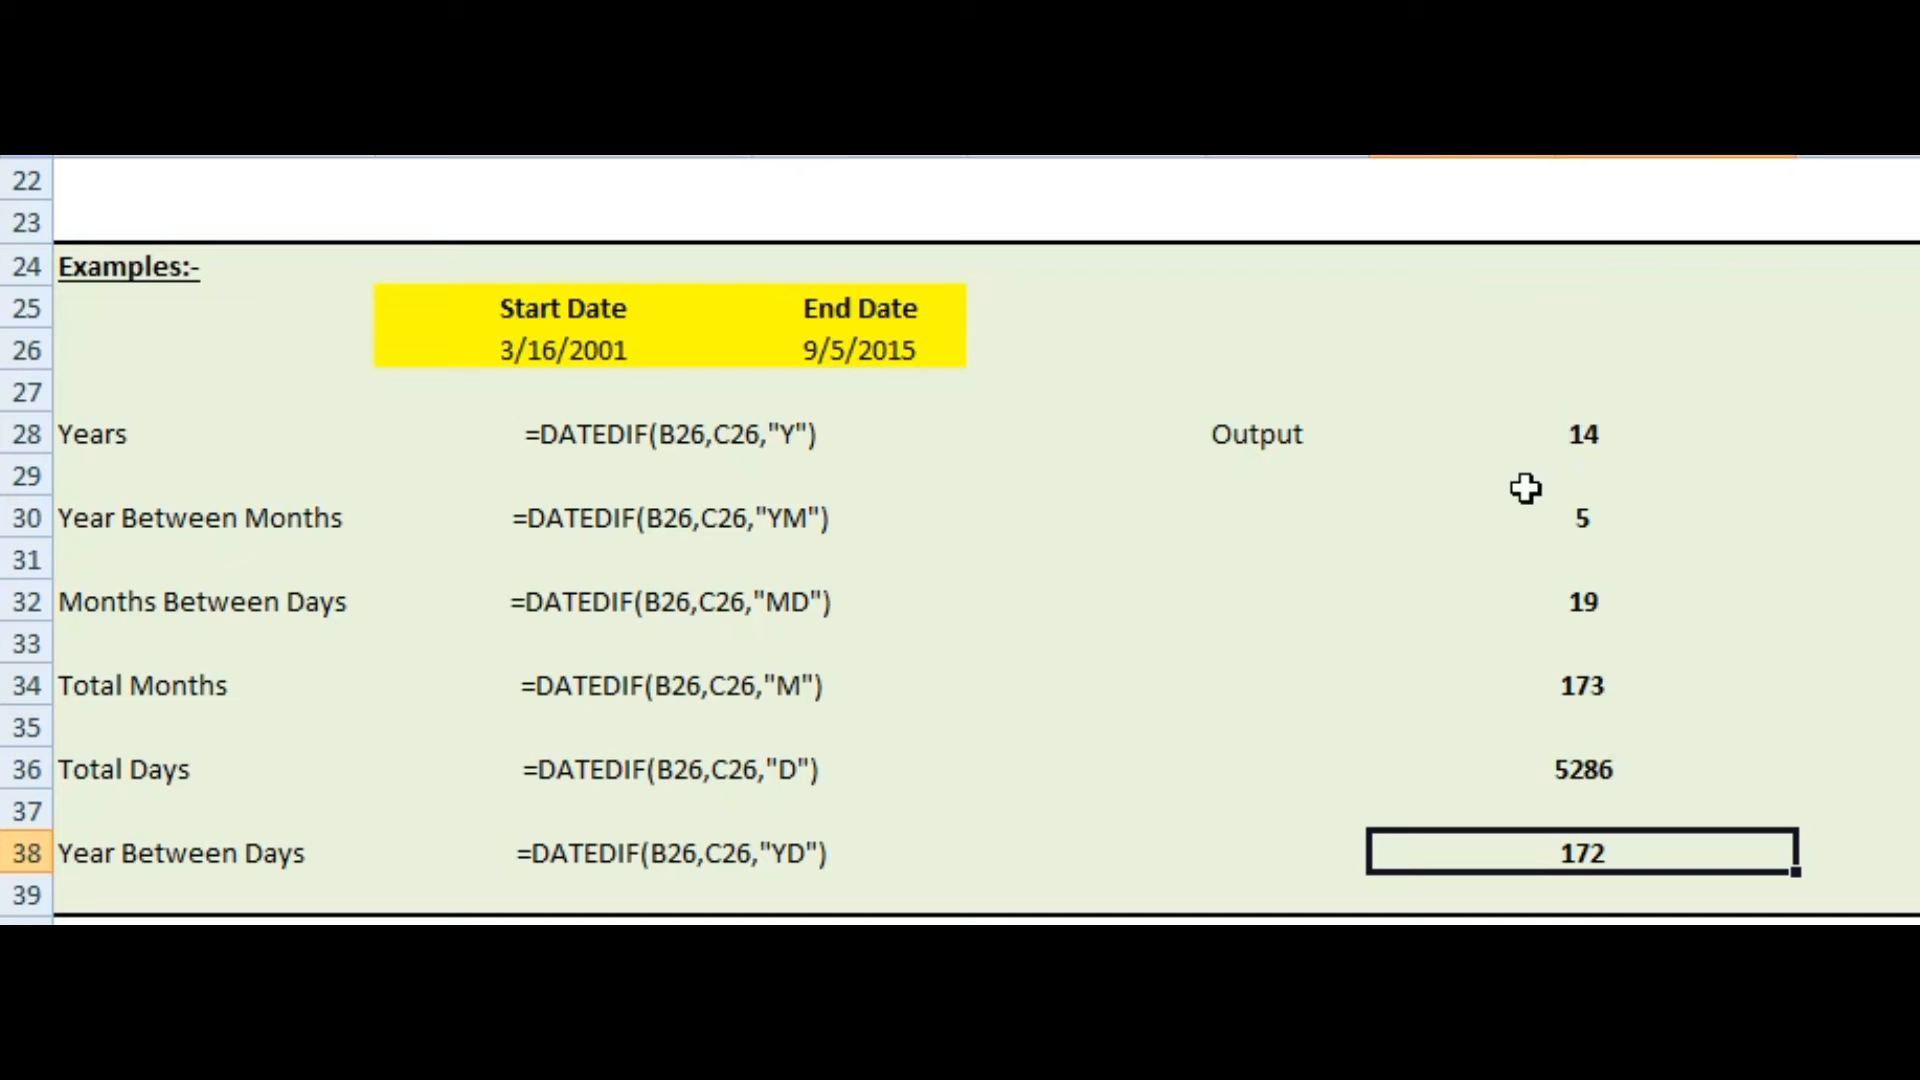 22
23
24 Examples:-
25 Start Date End Date
26 3/16/2001 9/5/2015
27
28 Years =DATEDIF(B26,C26,"Y") Output 14
29
30 Year Between Months =DATEDIF(B26,C26,"YM") 5
31
32 Months Between Days =DATEDIF(B26,C26,"MD") 19
33
34 Total Months =DATEDIF(B26,C26,"M") 173
35
36 Total Days =DATEDIF(B26,C26,"D") 5286
37
38 Year Between Days =DATEDIF(B26,C26,"YD") 172
39